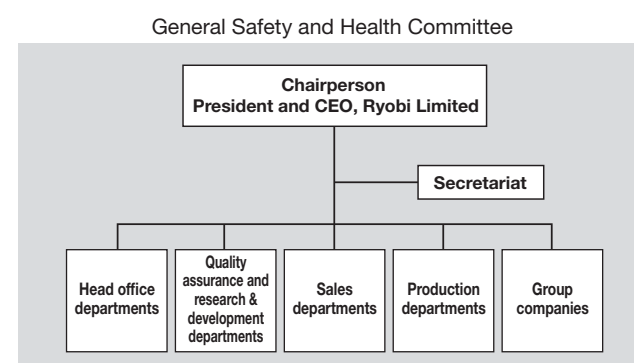 General Safety and Health Committee
Chairperson
President and CEO, Ryobi Limited
Secretariat
Head office
departments
Quality
assurance and
research &
development
departments
Sales
departments
Production
departments
Group
companies